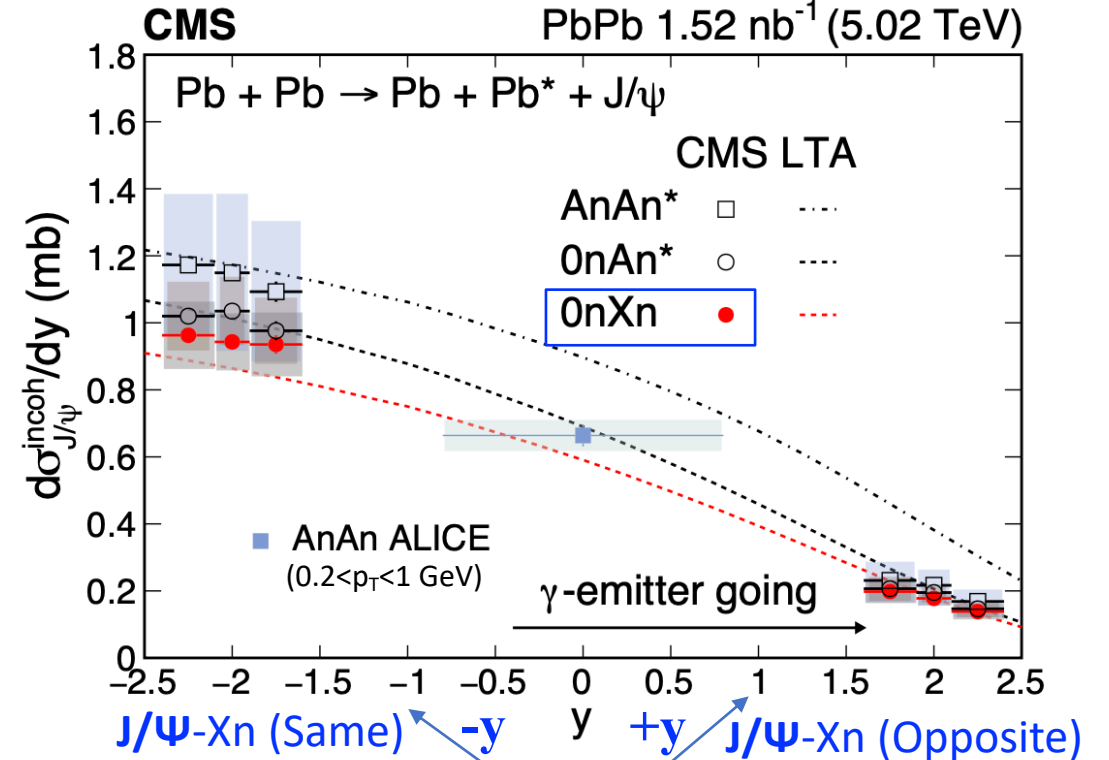 CMS PbPb 1.52 nb⁻¹ (5.02 TeV)
Pb + Pb → Pb + Pb* + J/ψ
CMS LTA
AnAn*
0nAn*
0nXn
AnAn ALICE
(0.2<pT<1 GeV)
γ-emitter going
dσ^incoh_J/ψ/dy (mb)
1.8
1.6
1.4
1.2
1
0.8
0.6
0.4
0.2
0
−2.5 −2 −1.5 −1 −0.5 0 0.5 1 1.5 2 2.5
y
J/Ψ-Xn (Same) -y +y J/Ψ-Xn (Opposite)